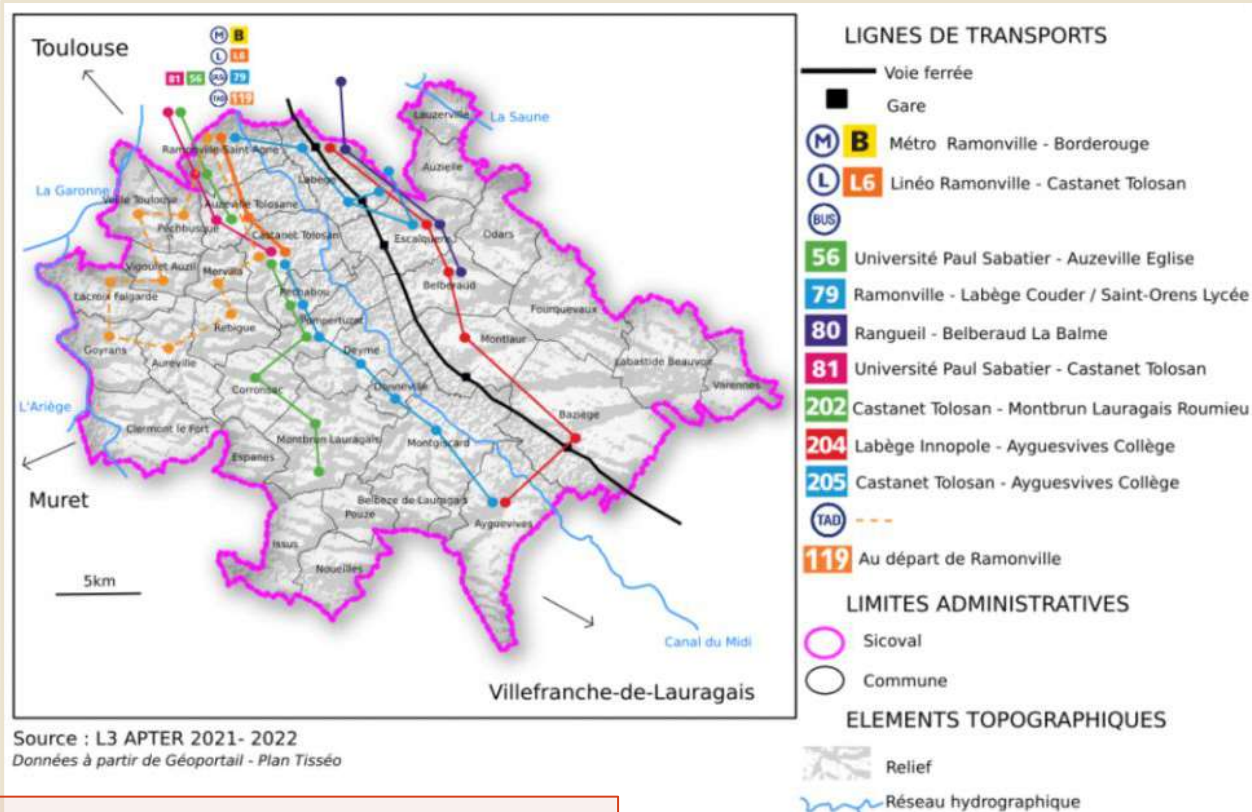 Toulouse
M B
L L6
81 56 BUS 79
TAD 119
Lauzerville
La Saune
Ramonville Saint Agne
Labège
Auzielle
La Garonne
Vieille Toulouse
Auzeville Tolosane
Péchbusque
Castanet Tolosan
Escalquens
Odars
Vigoulet Auzil
Mervilla
Belberaud
Lacroix Falgarde
Péchabou
Fourquevaux
Rebigue
Pompertuzat
Montlaur
Goyrans
Aureville
Deyme
Labastide Beauvoir
Corronsac
Donneville
Varennes
L'Ariège
Baziège
Clermont le Fort
Montbrun Lauragais
Montgiscard
Espanes
Muret
Belbèze de Lauragais
Pouze
Ayguevives
Issus
Noueilles
5km
Canal du Midi
Villefranche-de-Lauragais
LIGNES DE TRANSPORTS
Voie ferrée
Gare
M B Métro Ramonville - Borderouge
L L6 Linéo Ramonville - Castanet Tolosan
BUS
56 Université Paul Sabatier - Auzeville Eglise
79 Ramonville - Labège Couder / Saint-Orens Lycée
80 Rangueil - Belberaud La Balme
81 Université Paul Sabatier - Castanet Tolosan
202 Castanet Tolosan - Montbrun Lauragais Roumieu
204 Labège Innopole - Ayguesvives Collège
205 Castanet Tolosan - Ayguesvives Collège
TAD
119 Au départ de Ramonville
LIMITES ADMINISTRATIVES
Sicoval
Commune
ELEMENTS TOPOGRAPHIQUES
Relief
Réseau hydrographique
Source : L3 APTER 2021- 2022
Données à partir de Géoportail - Plan Tisséo